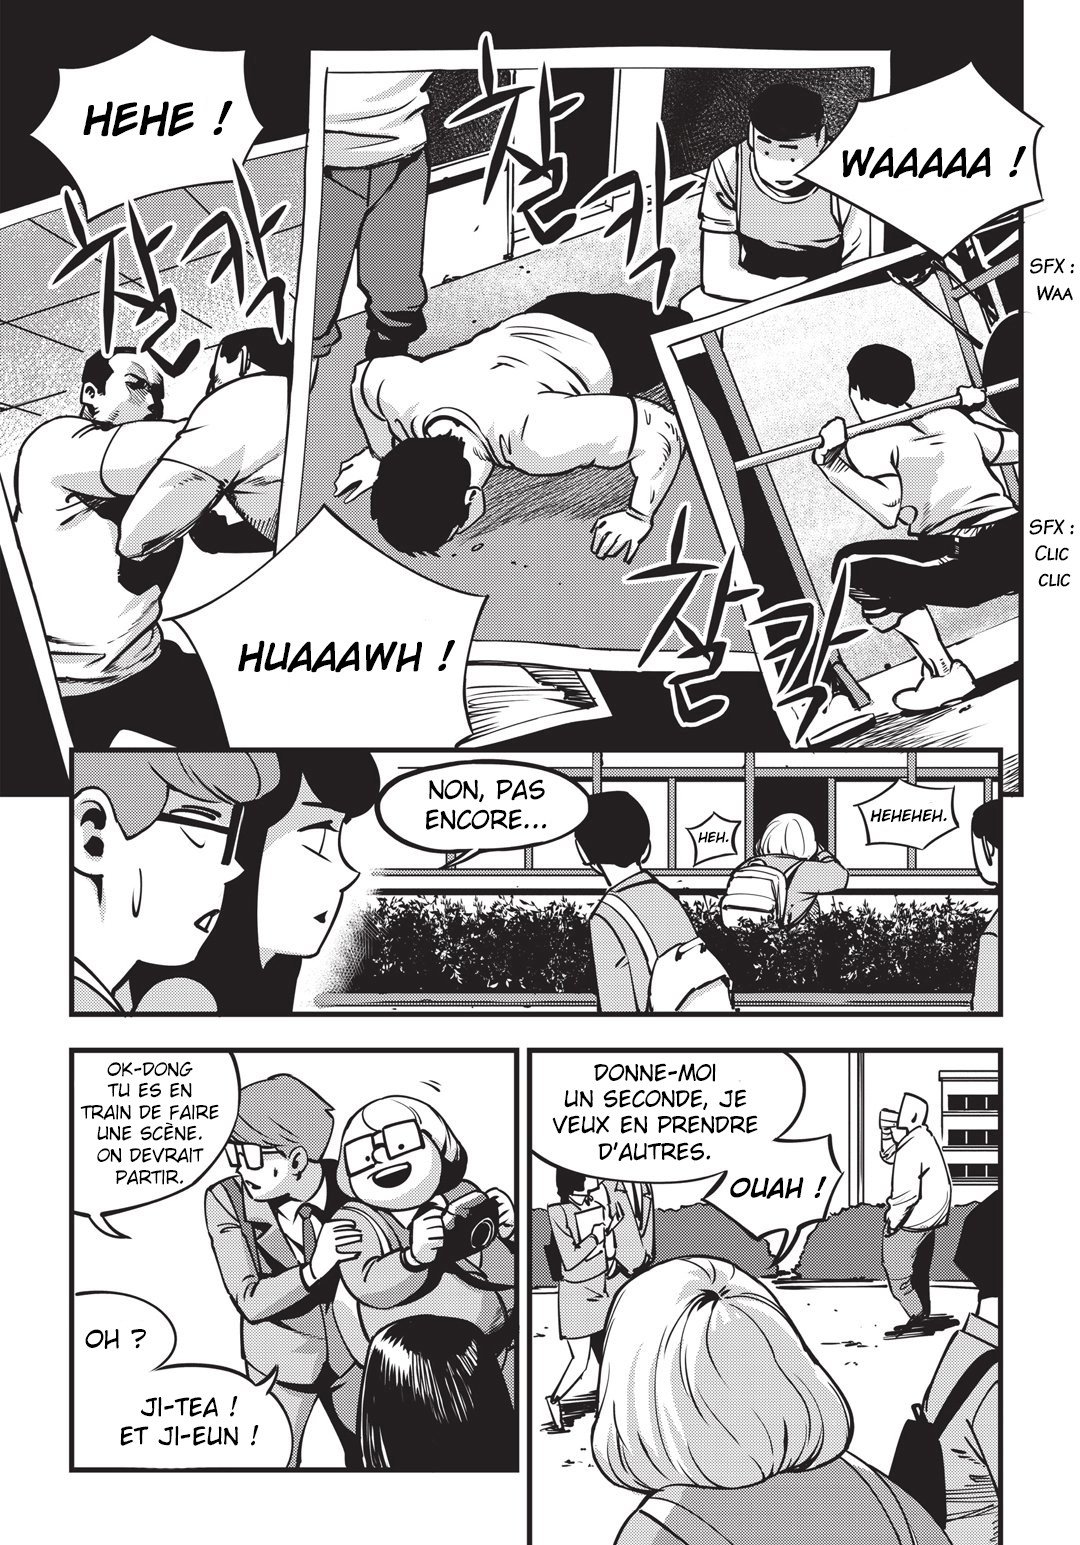 HEHE !
WAAAAA !
찰칵
찰칵
SFX :
WAA
SFX :
CLIC
CLIC
HUAAAWH !
찰칵
NON, PAS
ENCORE...
HEH.
HEHEHEH.
OK-DONG
TU ES EN
TRAIN DE FAIRE
UNE SCÈNE.
ON DEVRAIT
PARTIR.
OH ?
JI-TEA !
ET JI-EUN !
DONNE-MOI
UN SECONDE, JE
VEUX EN PRENDRE
D'AUTRES.
OUAH !